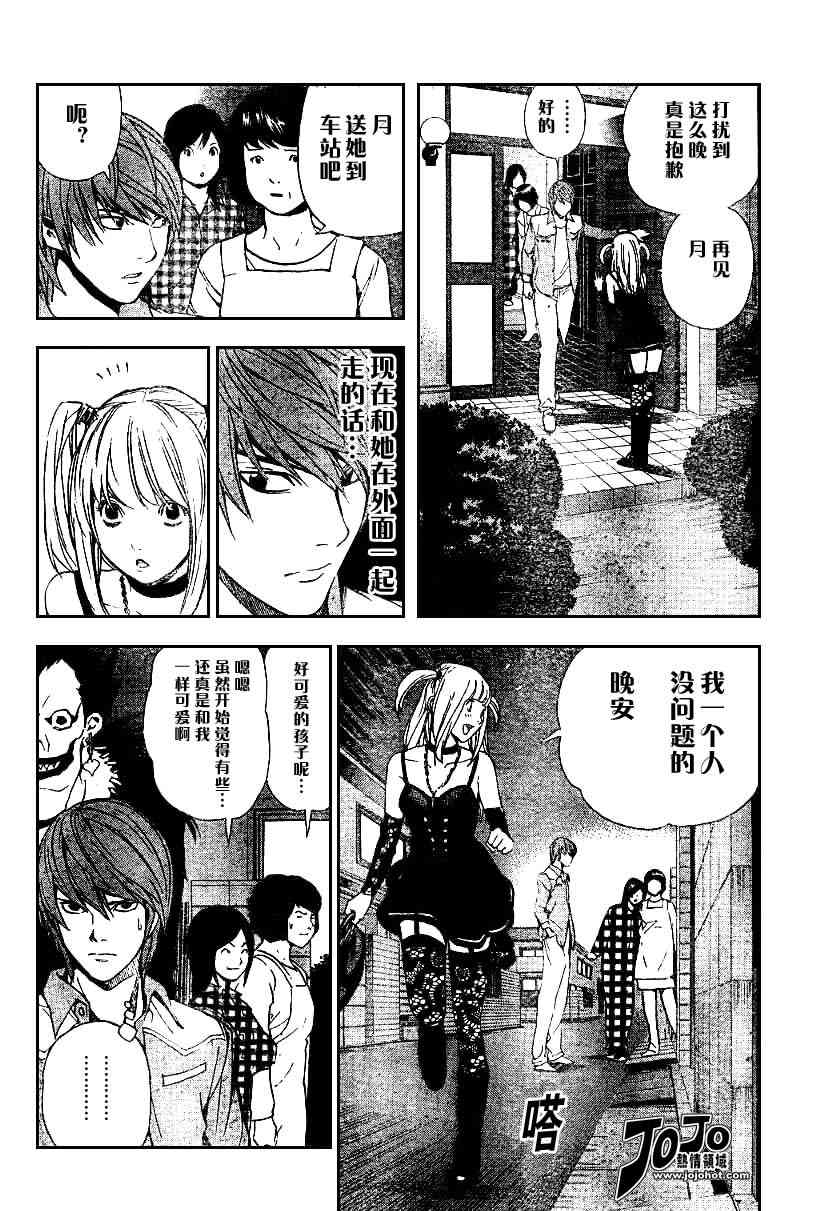 打扰到
这么晚
真是抱歉
再见
月
……
好的
月
送她到
车站吧
呃？
现在和她在外面一起
走的话…
我一个人
没问题的
晚安
嗒
好可爱的孩子呢…
嗯嗯
虽然开始觉得有些…
还真是和我
一样可爱啊
……
JOJO
熱情領域
www.jojohot.com